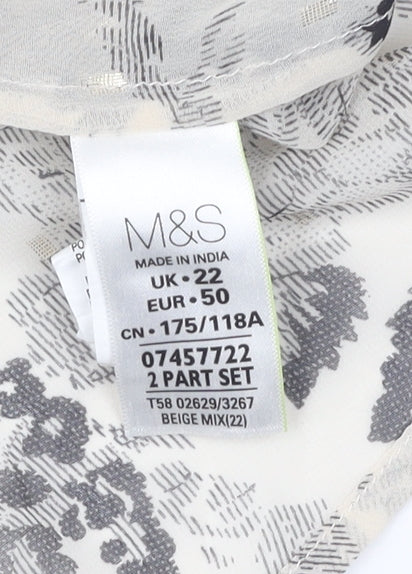 M&S
MADE IN INDIA
UK • 22
EUR • 50
CN • 175/118A
07457722
2 PART SET
T58 02629/3267
BEIGE MIX(22)